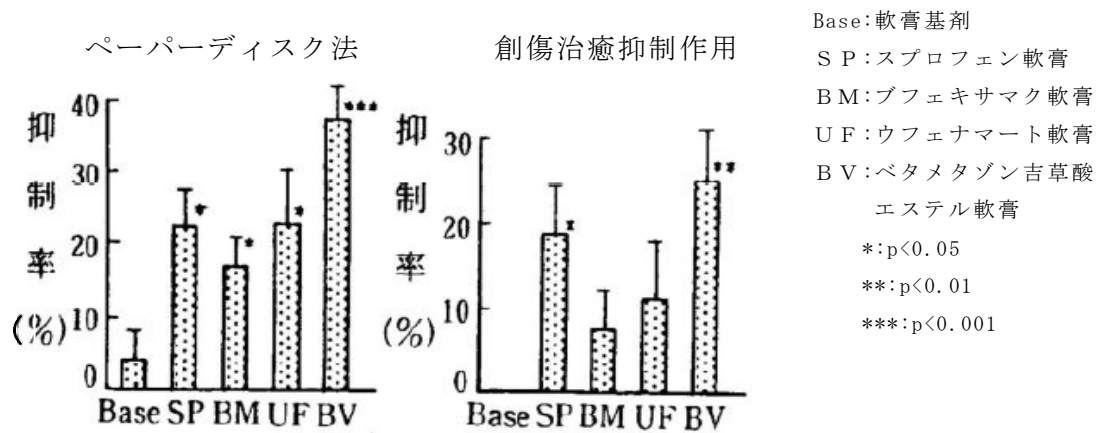 ペーパーディスク法
抑制率(%)
40
30
20
10
0
***
*
*
*
Base SP BM UF BV
創傷治癒抑制作用
抑制率(%)
30
20
10
0
**
*
Base SP BM UF BV
Base:軟膏基剤
SP:スプロフェン軟膏
BM:ブフェキサマク軟膏
UF:ウフェナマート軟膏
BV:ベタメタゾン吉草酸
エステル軟膏
*:p<0.05
**:p<0.01
***:p<0.001